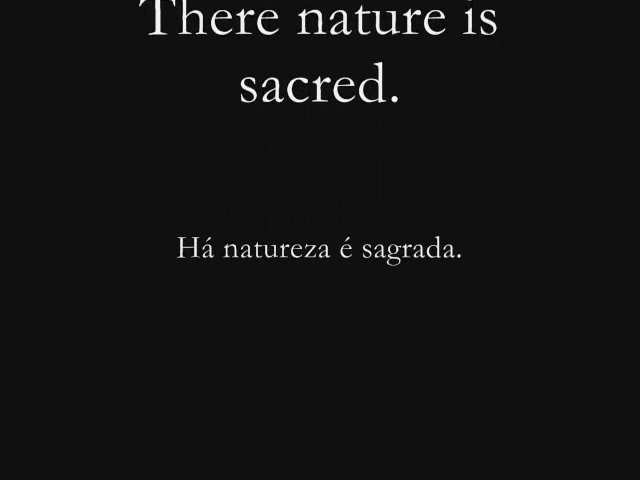 There nature is
sacred.
Há natureza é sagrada.